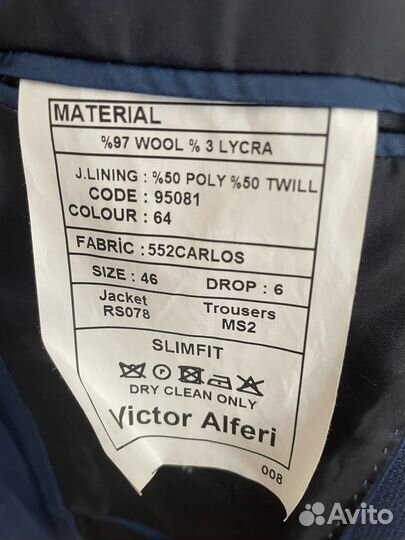 MATERIAL
%97 WOOL % 3 LYCRA
J.LINING : %50 POLY %50 TWILL
CODE : 95081
COLOUR : 64
FABRİC : 552CARLOS
SIZE : 46 DROP : 6
Jacket Trousers
RS078 MS2
SLIMFIT
DRY CLEAN ONLY
Victor Alferi
008
Avito